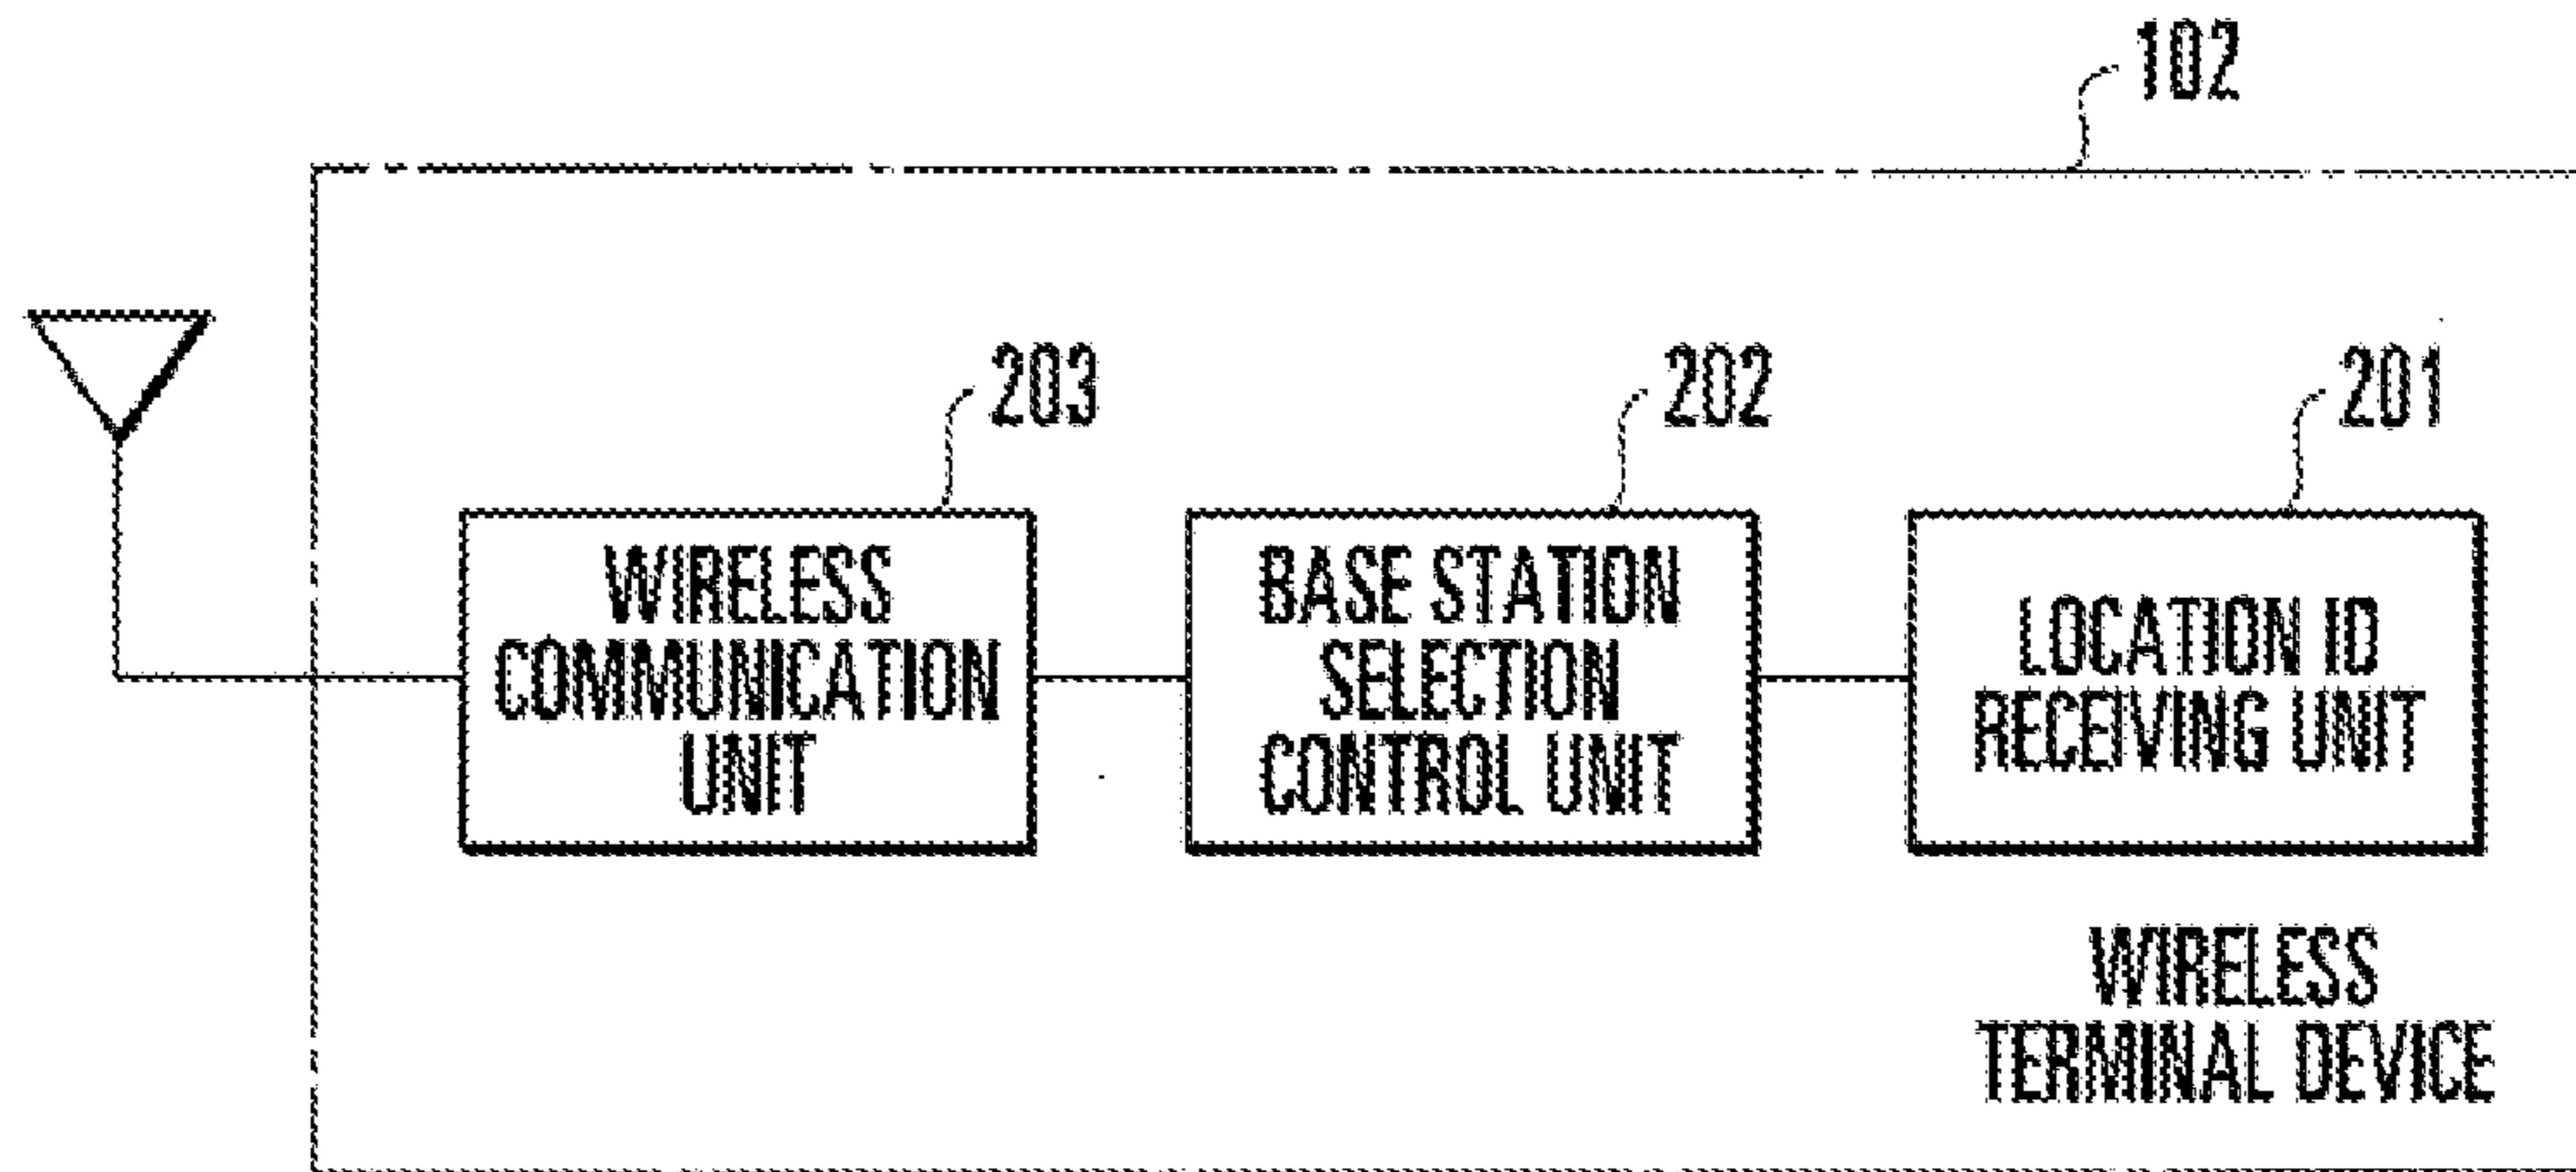 102
203
202
201
WIRELESS
COMMUNICATION
UNIT
BASE STATION
SELECTION
CONTROL UNIT
LOCATION ID
RECEIVING UNIT
WIRELESS
TERMINAL DEVICE